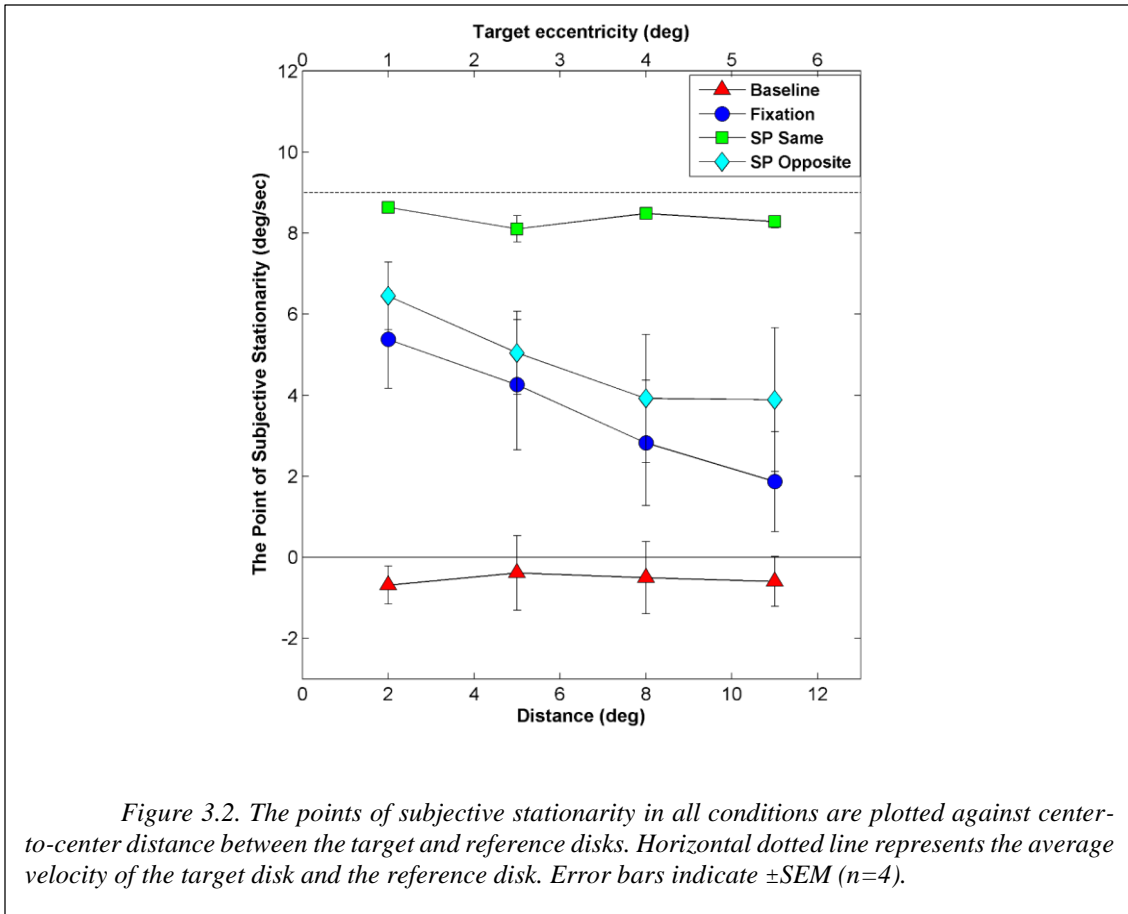 Target eccentricity (deg)
0 1 2 3 4 5 6
12
10
8
6
4
2
0
-2
The Point of Subjective Stationarity (deg/sec)
Baseline
Fixation
SP Same
SP Opposite
0 2 4 6 8 10 12
Distance (deg)
Figure 3.2. The points of subjective stationarity in all conditions are plotted against center-
to-center distance between the target and reference disks. Horizontal dotted line represents the average
velocity of the target disk and the reference disk. Error bars indicate ±SEM (n=4).